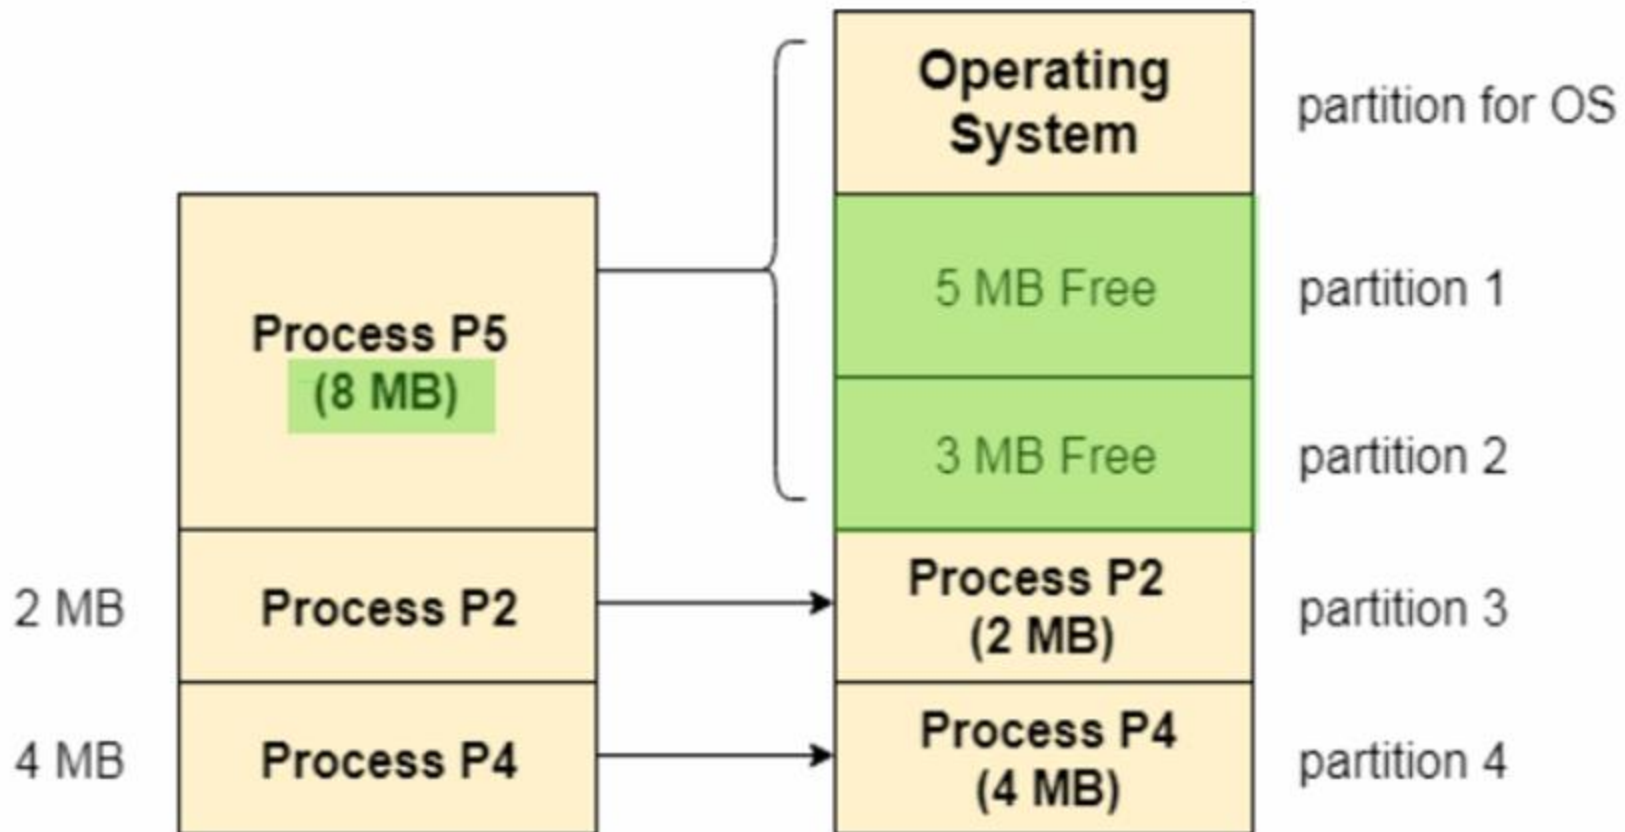 Operating
System
partition for OS
5 MB Free
partition 1
Process P5
(8 MB)
3 MB Free
partition 2
2 MB
Process P2
Process P2
(2 MB)
partition 3
4 MB
Process P4
Process P4
(4 MB)
partition 4